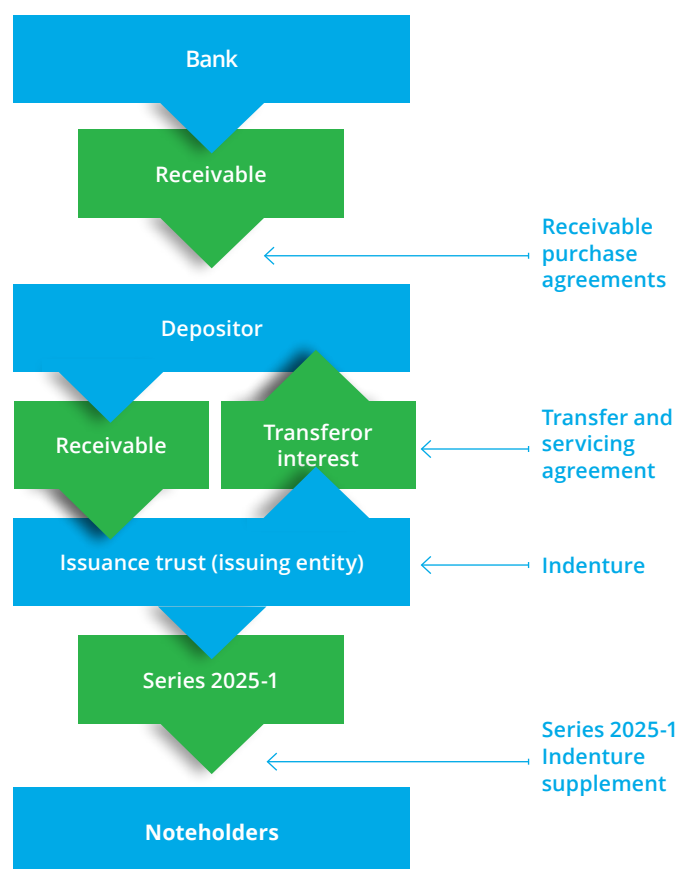 Bank
Receivable
Receivable
purchase
agreements
Depositor
Receivable
Transferor
interest
Transfer and
servicing
agreement
Issuance trust (issuing entity)
Indenture
Series 2025-1
Series 2025-1
Indenture
supplement
Noteholders